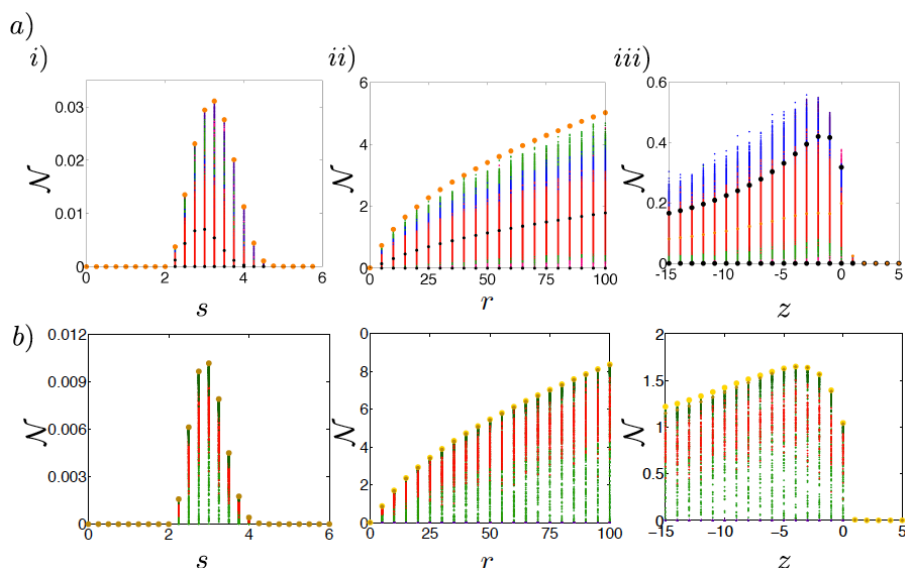 a)
i) ii) iii)
𝒩 0 0.01 0.02 0.03
0 2 4 6
s
𝒩 0 2 4 6
0 25 50 75 100
r
𝒩 0 0.2 0.4 0.6
-15 -10 -5 0 5
z
b)
𝒩 0 0.003 0.006 0.009 0.012
0 2 4 6
s
𝒩 0 2 4 6 8 0
0 25 50 75 100
r
𝒩 0 0.5 1 1.5 2
-15 -10 -5 0 5
z